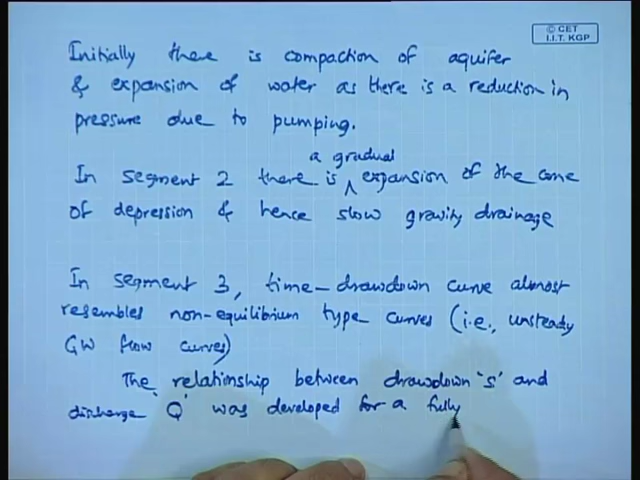 © CET
I.I.T. KGP
Initially there is compaction of aquifer
& expansion of water as there is a reduction in
pressure due to pumping.
a gradual
In segment 2 there is ^ expansion of the cone
of depression & hence slow gravity drainage
In segment 3, time-drawdown curve almost
resembles non-equilibrium type curves (i.e., unsteady
GW flow curves)
The relationship between drawdown 's' and
discharge 'Q' was developed for a fully